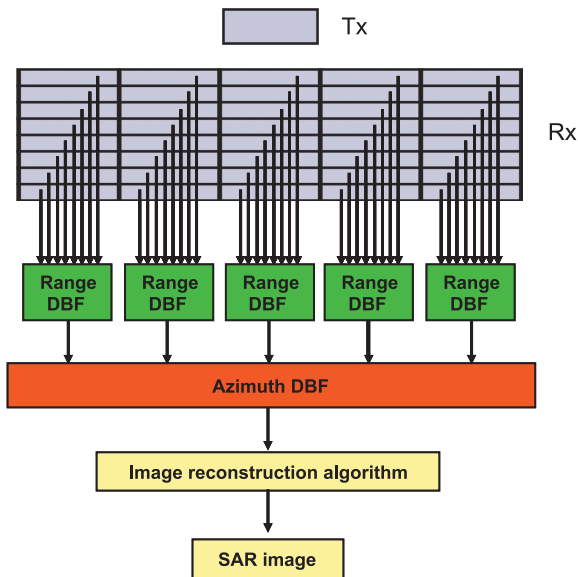 Tx
Rx
Range DBF
Range DBF
Range DBF
Range DBF
Range DBF
Azimuth DBF
Image reconstruction algorithm
SAR image